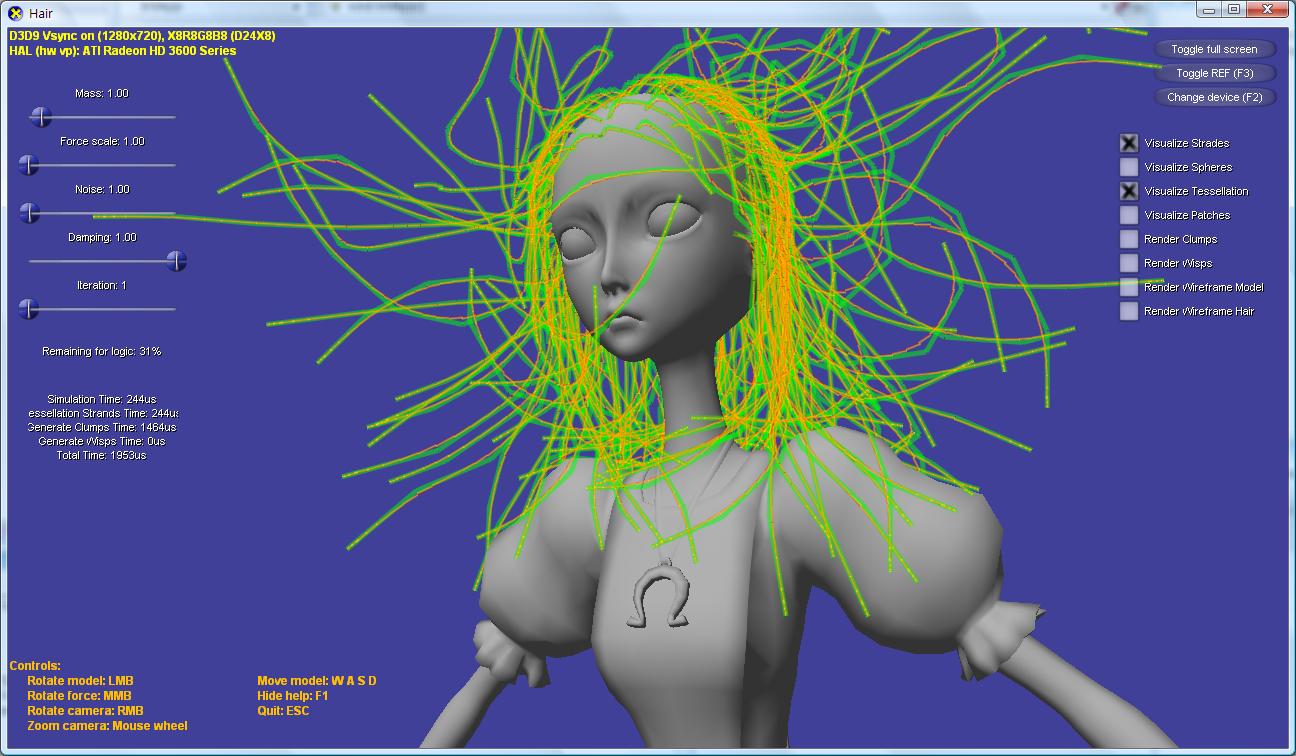 Hair
D3D9 Vsync on (1280x720), X8R8G8B8 (D24X8)
HAL (hw vp): ATI Radeon HD 3600 Series
Toggle full screen
Toggle REF (F3)
Change device (F2)
Mass: 1.00
Force scale: 1.00
Noise: 1.00
Damping: 1.00
Iteration: 1
Visualize Strades
Visualize Spheres
Visualize Tessellation
Visualize Patches
Render Clumps
Render Wisps
Render Wireframe Model
Render Wireframe Hair
Remaining for logic: 31%
Simulation Time: 244us
essellation Strands Time: 244us
Generate Clumps Time: 1464us
Generate Wisps Time: 0us
Total Time: 1953us
Controls:
Rotate model: LMB
Rotate force: MMB
Rotate camera: RMB
Zoom camera: Mouse wheel
Move model: W A S D
Hide help: F1
Quit: ESC